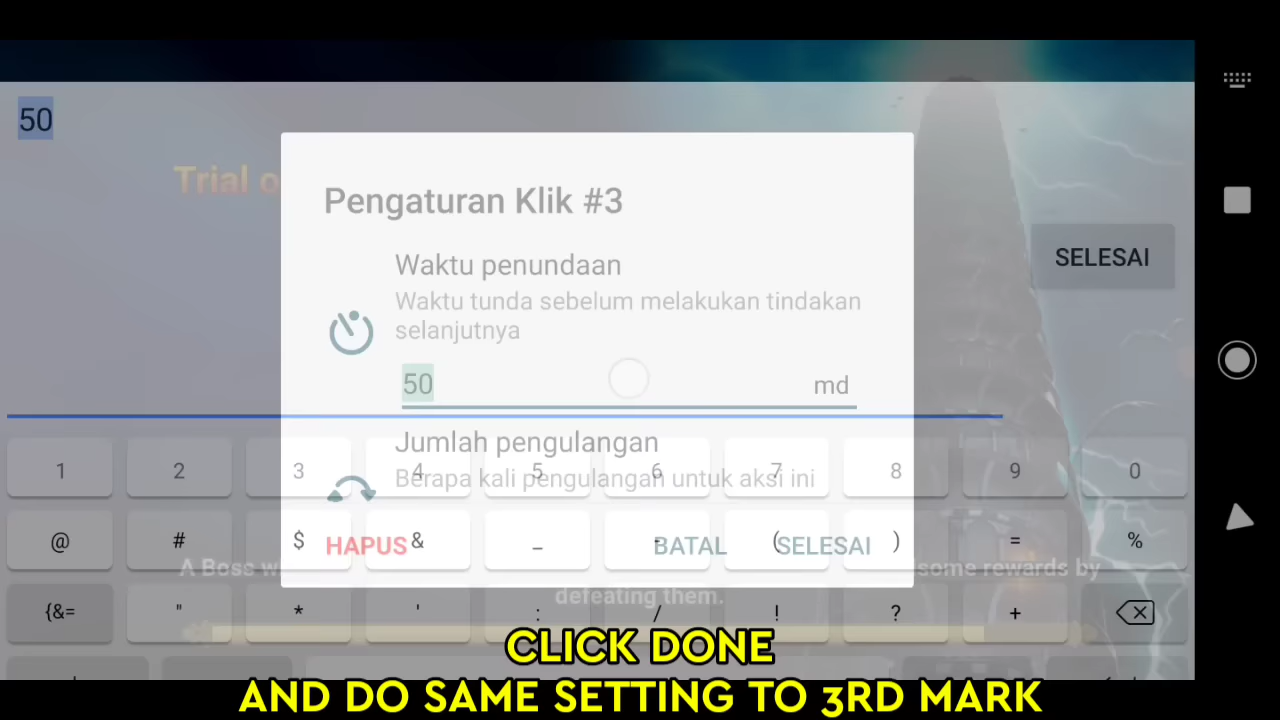 50
Trial o
Pengaturan Klik #3
Waktu penundaan
Waktu tunda sebelum melakukan tindakan
selanjutnya
50 md
SELESAI
Jumlah pengulangan
Berapa kali pengulangan untuk aksi ini
HAPUS BATAL SELESAI
1 2 3 4 5 6 7 8 9 0
@ # $ & _ - ( ) = %
A Boss w some rewards by
defeating them.
{&= " * ' : / ! ? +
CLICK DONE
AND DO SAME SETTING TO 3RD MARK